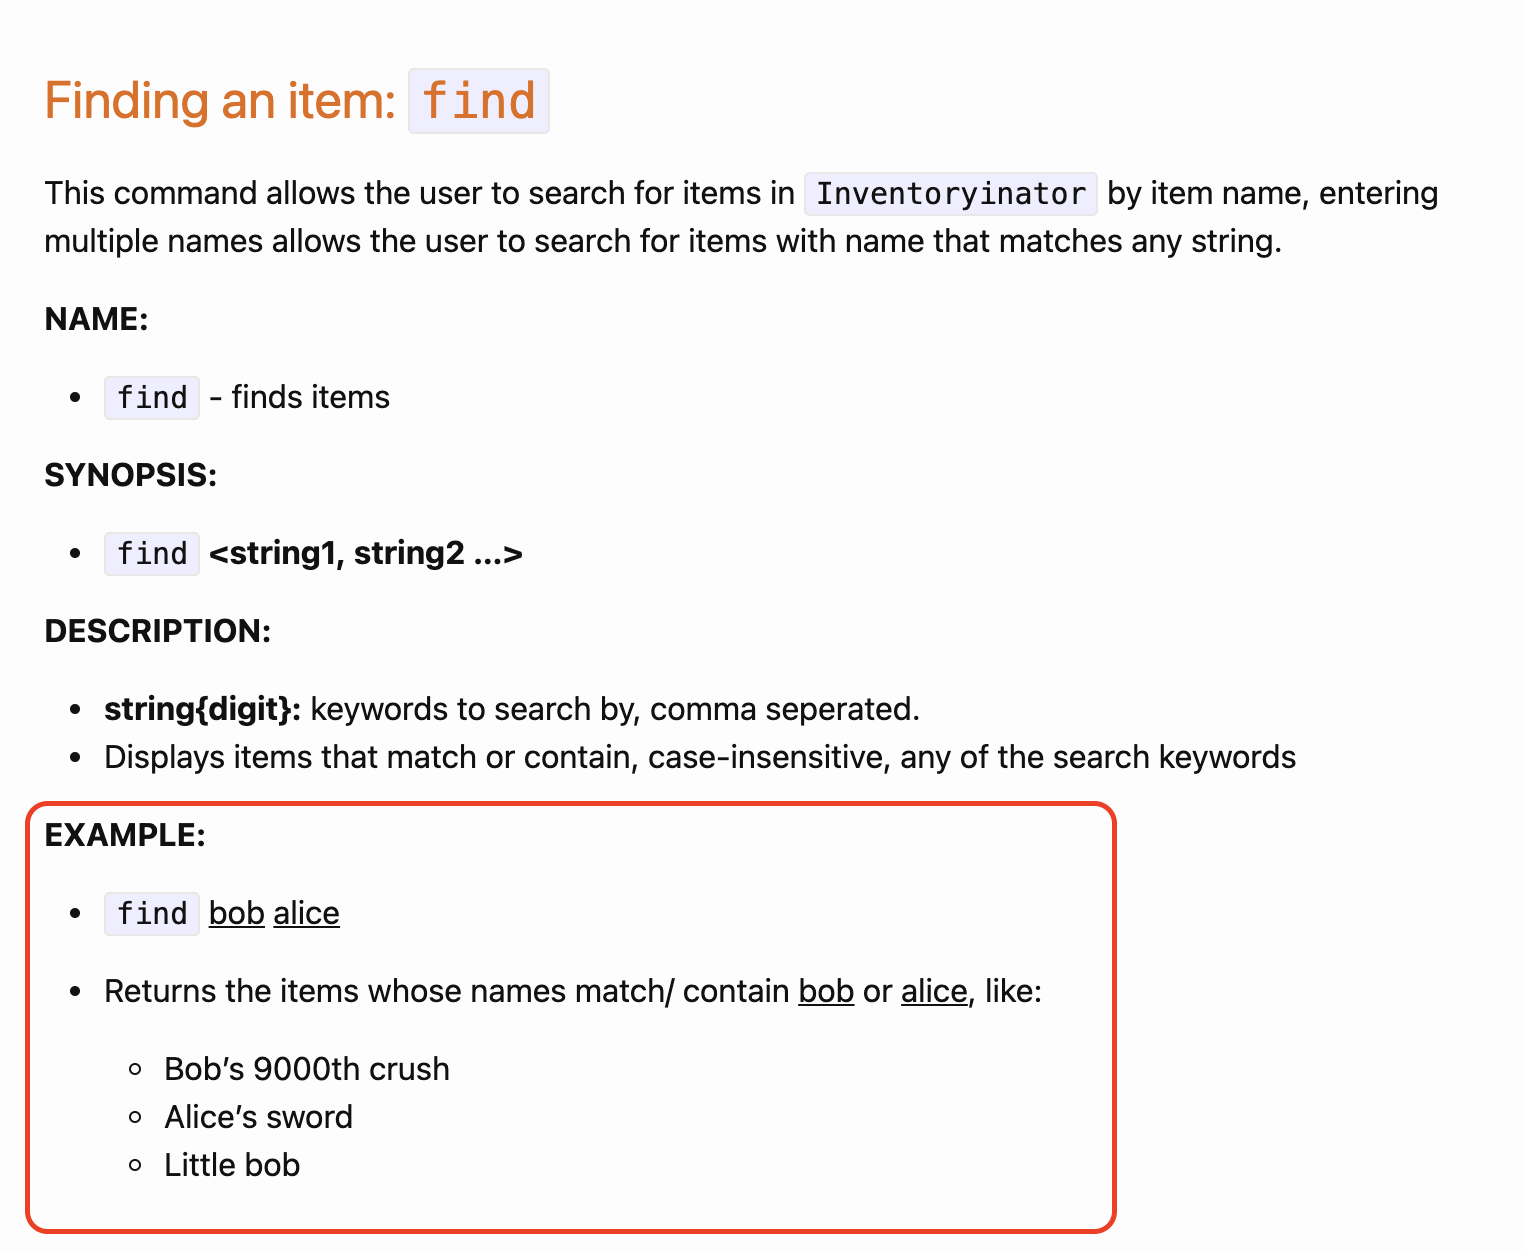 Finding an item: find
This command allows the user to search for items in Inventoryinator by item name, entering
multiple names allows the user to search for items with name that matches any string.
NAME:
• find - finds items
SYNOPSIS:
• find <string1, string2 ...>
DESCRIPTION:
• string{digit}: keywords to search by, comma seperated.
• Displays items that match or contain, case-insensitive, any of the search keywords
EXAMPLE:
• find bob alice
• Returns the items whose names match/ contain bob or alice, like:
◦ Bob’s 9000th crush
◦ Alice’s sword
◦ Little bob